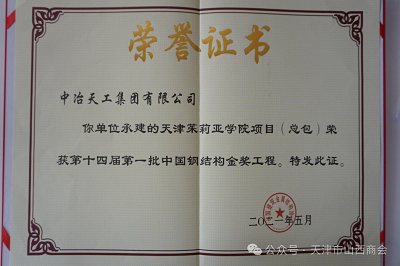 荣誉证书
中冶天工集团有限公司
你单位承建的天津茱莉亚学院项目（总包）荣
获第十四届第一批中国钢结构金奖工程。特发此证。
二〇二一年五月
公众号 · 天津市山西商会